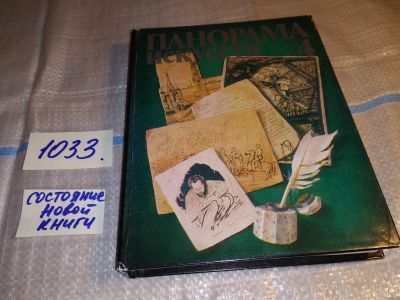 ПАНОРАМА
искусств 4
1033.
состояние
новой
книги